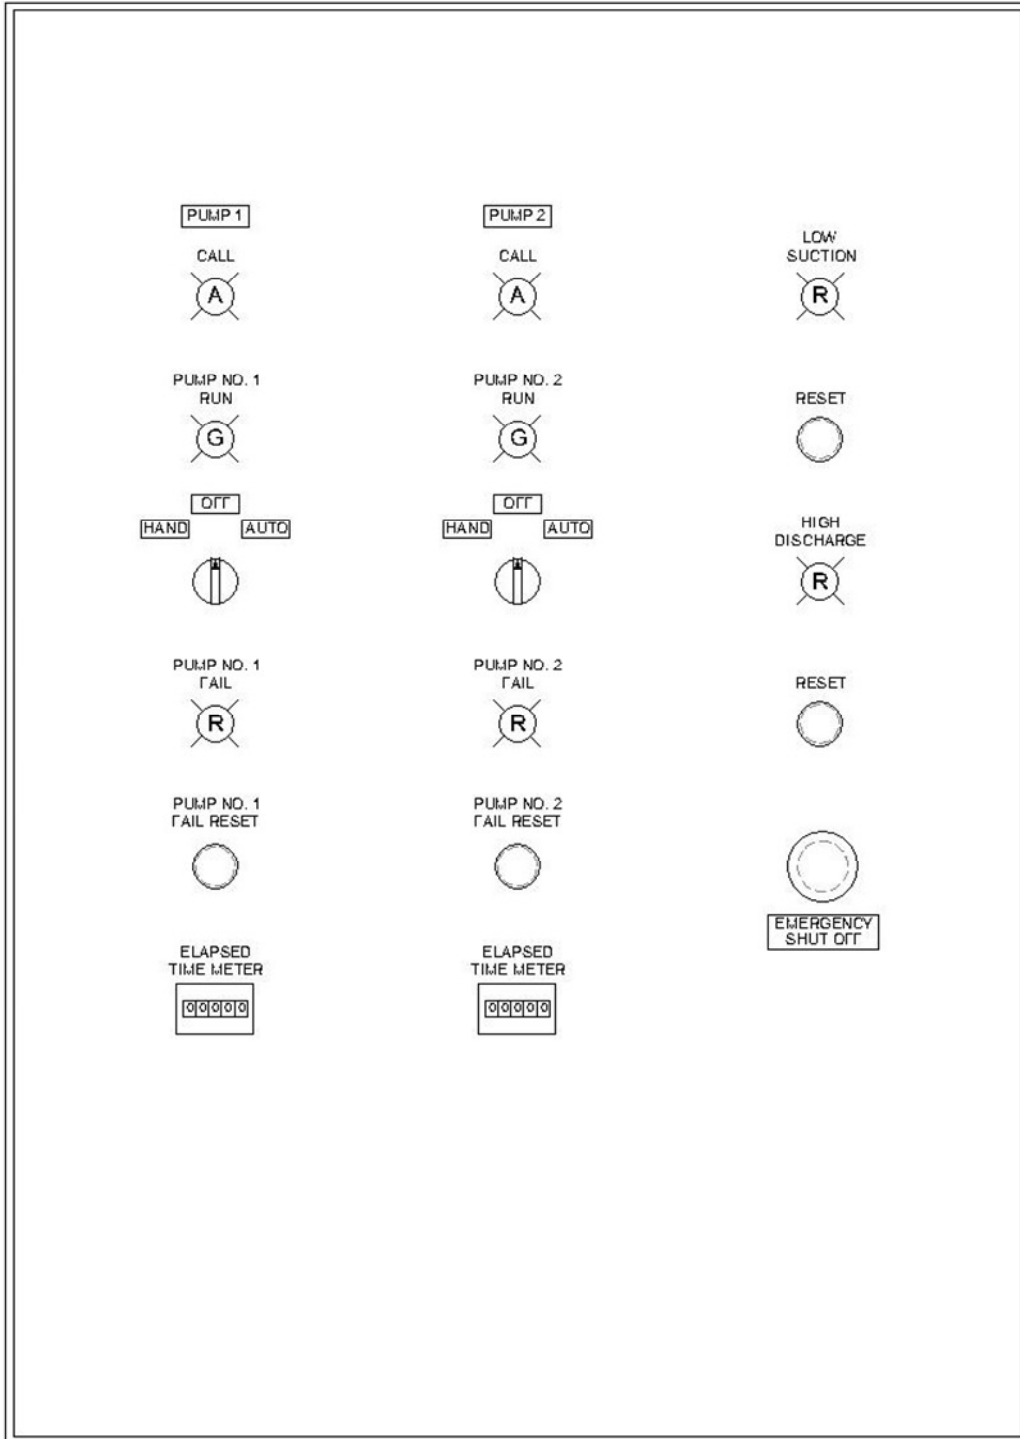 PUMP 1
CALL
A
PUMP NO. 1
RUN
G
OFF
HAND
AUTO
PUMP NO. 1
FAIL
R
PUMP NO. 1
FAIL RESET
ELAPSED
TIME METER
00000
PUMP 2
CALL
A
PUMP NO. 2
RUN
G
OFF
HAND
AUTO
PUMP NO. 2
FAIL
R
PUMP NO. 2
FAIL RESET
ELAPSED
TIME METER
00000
LOW
SUCTION
R
RESET
HIGH
DISCHARGE
R
RESET
EMERGENCY
SHUT OFF